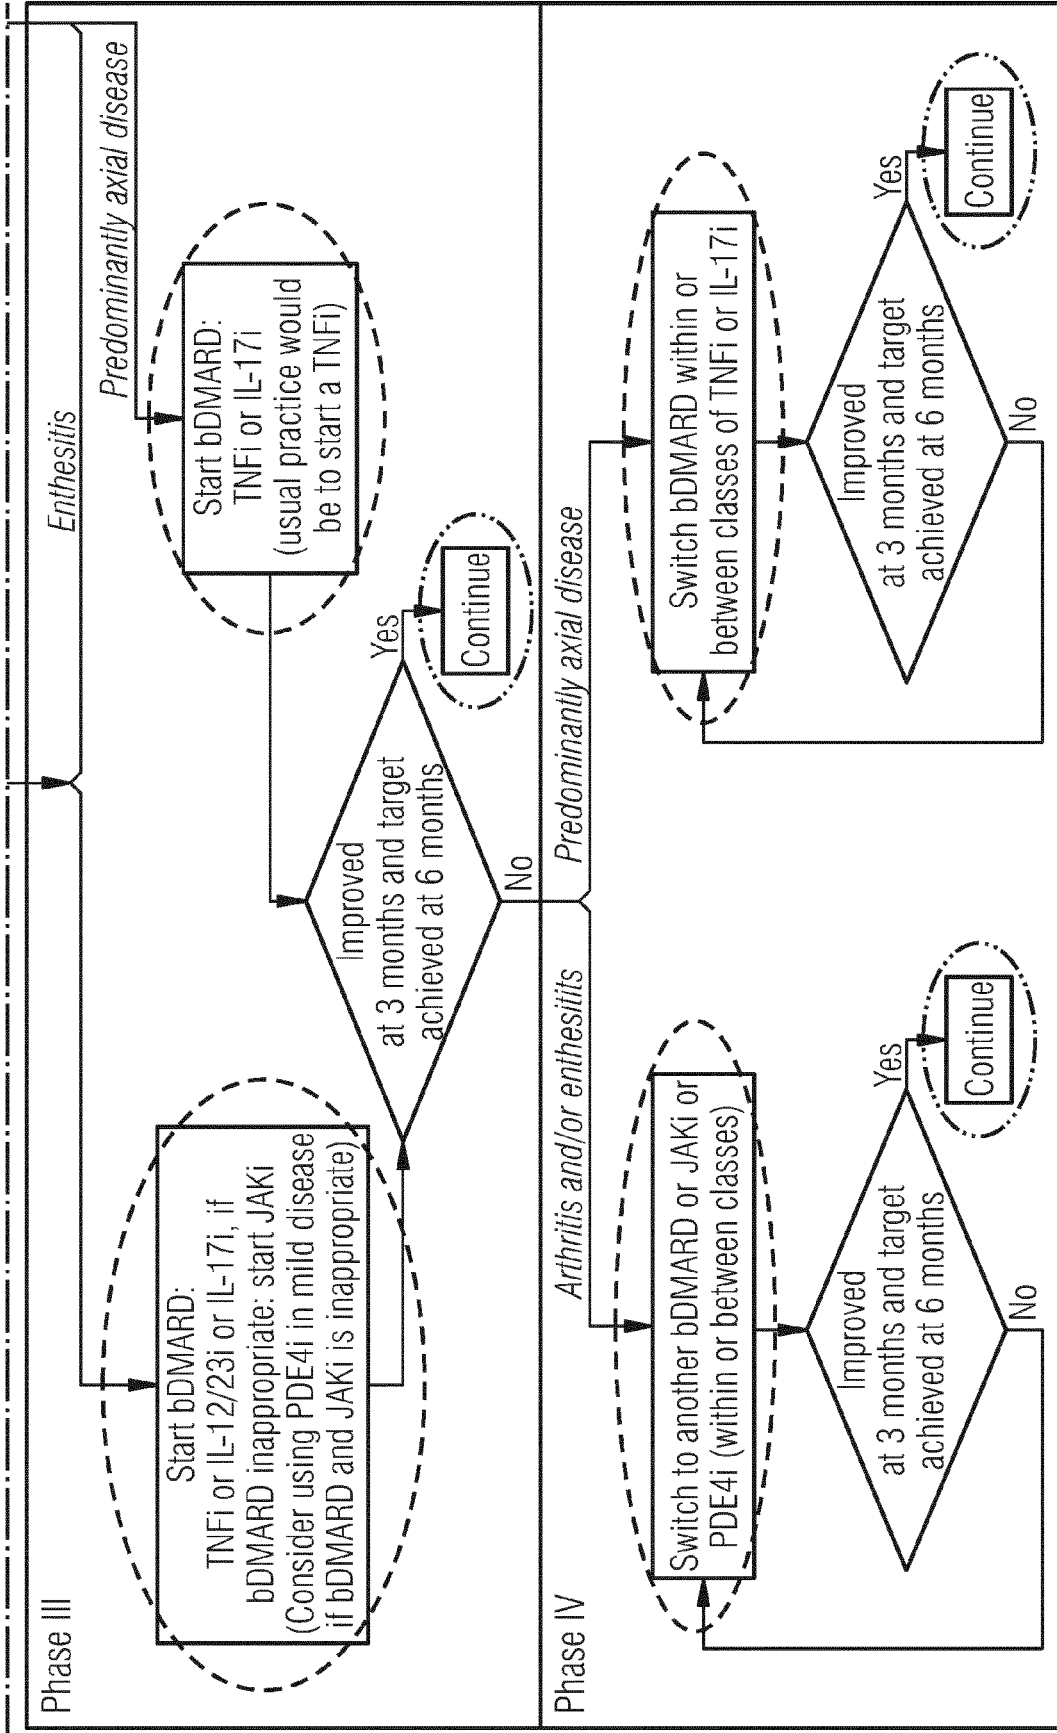 Enthesitis
Predominantly axial disease
Phase III
Start bDMARD:
TNFi or IL-12/23i or IL-17i, if
bDMARD inappropriate: start JAKi
(Consider using PDE4i in mild disease
if bDMARD and JAKi is inappropriate)
Start bDMARD:
TNFi or IL-17i
(usual practice would
be to start a TNFi)
Improved
at 3 months and target
achieved at 6 months
Yes
Continue
No
Phase IV
Arthritis and/or enthesitits
Predominantly axial disease
Switch to another bDMARD or JAKi or
PDE4i (within or between classes)
Improved
at 3 months and target
achieved at 6 months
Yes
Continue
No
Switch bDMARD within or
between classes of TNFi or IL-17i
Improved
at 3 months and target
achieved at 6 months
Yes
Continue
No